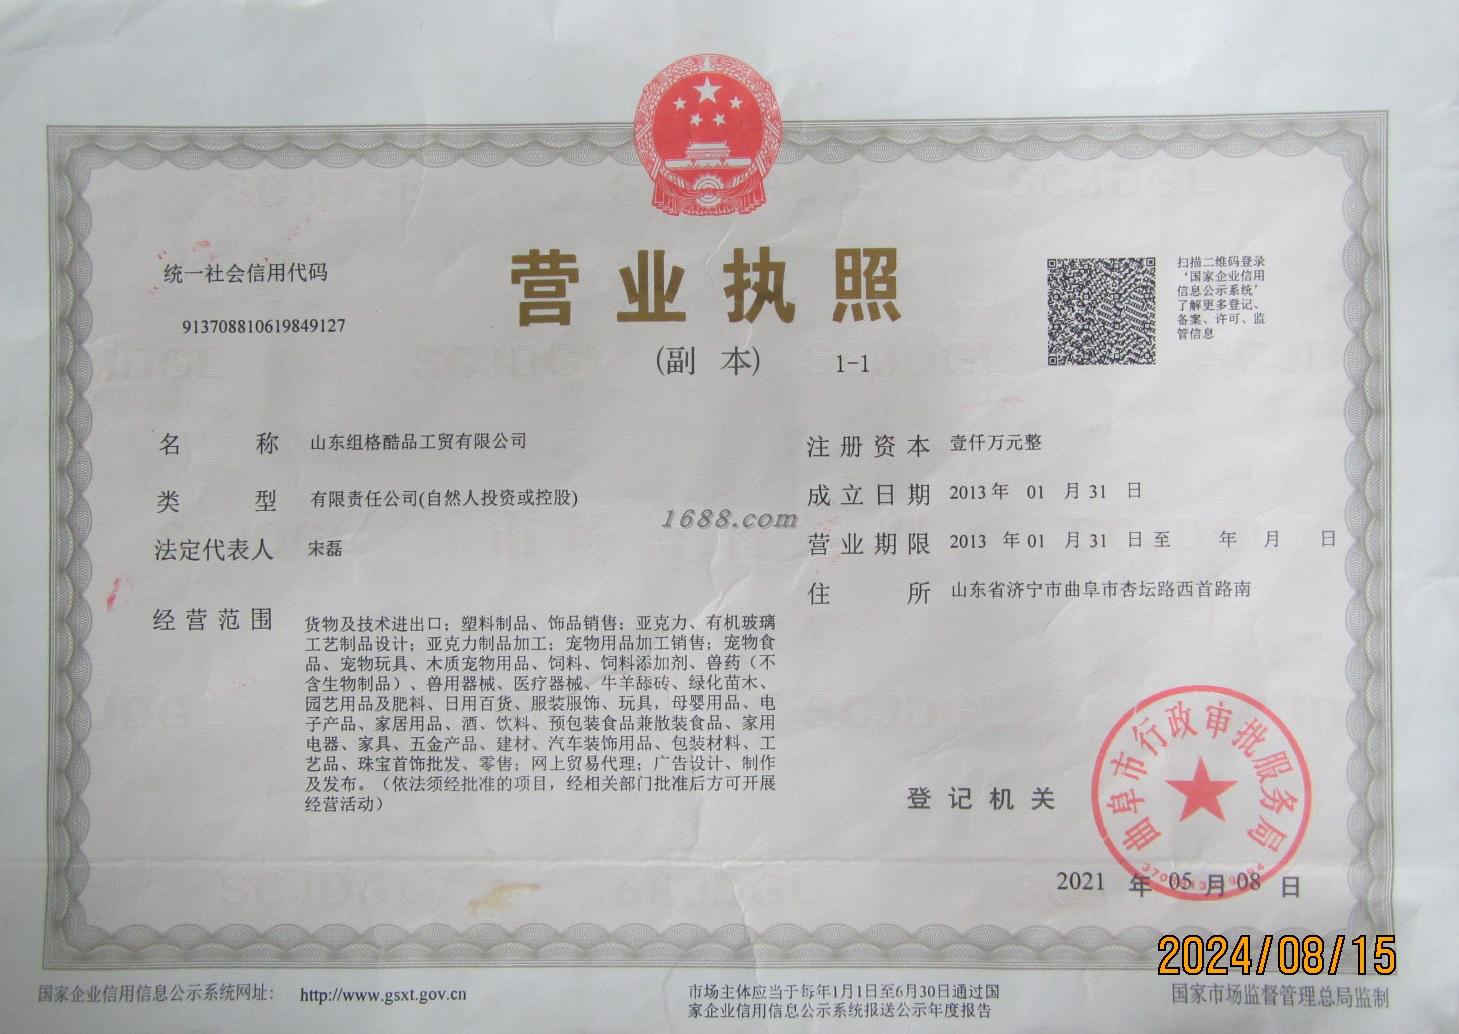 统一社会信用代码
913708810619849127
营业执照
(副 本) 1-1
扫描二维码登录
‘国家企业信用
信息公示系统’
了解更多登记、
备案、许可、监
管信息
名 称 山东组格酷品工贸有限公司
类 型 有限责任公司(自然人投资或控股)
法定代表人 宋磊
经营范围 货物及技术进出口；塑料制品、饰品销售；亚克力、有机玻璃
工艺制品设计；亚克力制品加工；宠物用品加工销售；宠物食
品、宠物玩具、木质宠物用品、饲料、饲料添加剂、兽药（不
含生物制品）、兽用器械、医疗器械、牛羊舔砖、绿化苗木、
园艺用品及肥料、日用百货、服装服饰、玩具，母婴用品、电
子产品、家居用品、酒、饮料、预包装食品兼散装食品、家用
电器、家具、五金产品、建材、汽车装饰用品、包装材料、工
艺品、珠宝首饰批发、零售；网上贸易代理；广告设计、制作
及发布。（依法须经批准的项目，经相关部门批准后方可开展
经营活动）
注册资本 壹仟万元整
成立日期 2013 年 01 月 31 日
营业期限 2013 年 01 月 31 日 至 年 月 日
住 所 山东省济宁市曲阜市杏坛路西首路南
1688.com
登记机关
曲阜市行政审批服务局
2021 年 05 月 08 日
2024/08/15
国家企业信用信息公示系统网址： http://www.gsxt.gov.cn
市场主体应当于每年1月1日至6月30日通过国
家企业信用信息公示系统报送公示年度报告
国家市场监督管理总局监制